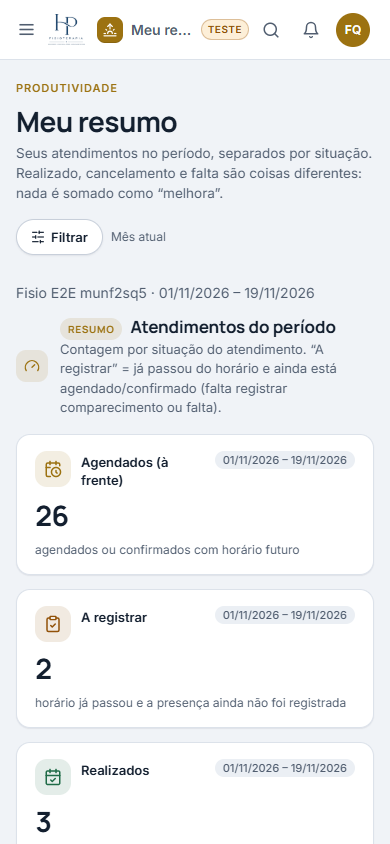 HP
FISIOTERAPIA
Meu re...
TESTE
FQ
PRODUTIVIDADE
Meu resumo
Seus atendimentos no período, separados por situação.
Realizado, cancelamento e falta são coisas diferentes:
nada é somado como “melhora”.
Filtrar
Mês atual
Fisio E2E munf2sq5 · 01/11/2026 – 19/11/2026
RESUMO Atendimentos do período
Contagem por situação do atendimento. “A
registrar” = já passou do horário e ainda está
agendado/confirmado (falta registrar
comparecimento ou falta).
Agendados (à
frente)
01/11/2026 – 19/11/2026
26
agendados ou confirmados com horário futuro
A registrar
01/11/2026 – 19/11/2026
2
horário já passou e a presença ainda não foi registrada
Realizados
01/11/2026 – 19/11/2026
3